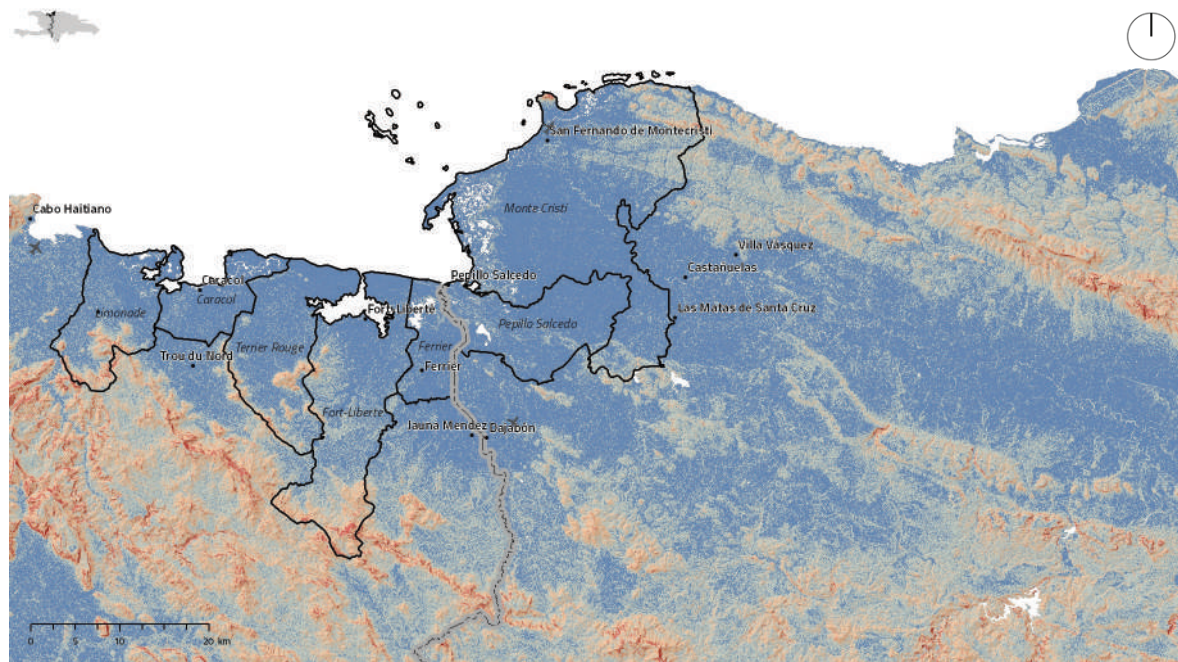 San Fernando de Montecristi
Cabo Haitiano
Monte Cristi
Villa Vasquez
Castañuelas
Pepillo Salcedo
Caracol
Caracol
Limonade
Fort-Liberté
Las Matas de Santa Cruz
Pepillo Salcedo
Trou du Nord
Terrier Rouge
Ferrier
Ferrier
Fort-Liberte
Jauna Mendez
Dajabón
0 5 10 20 km